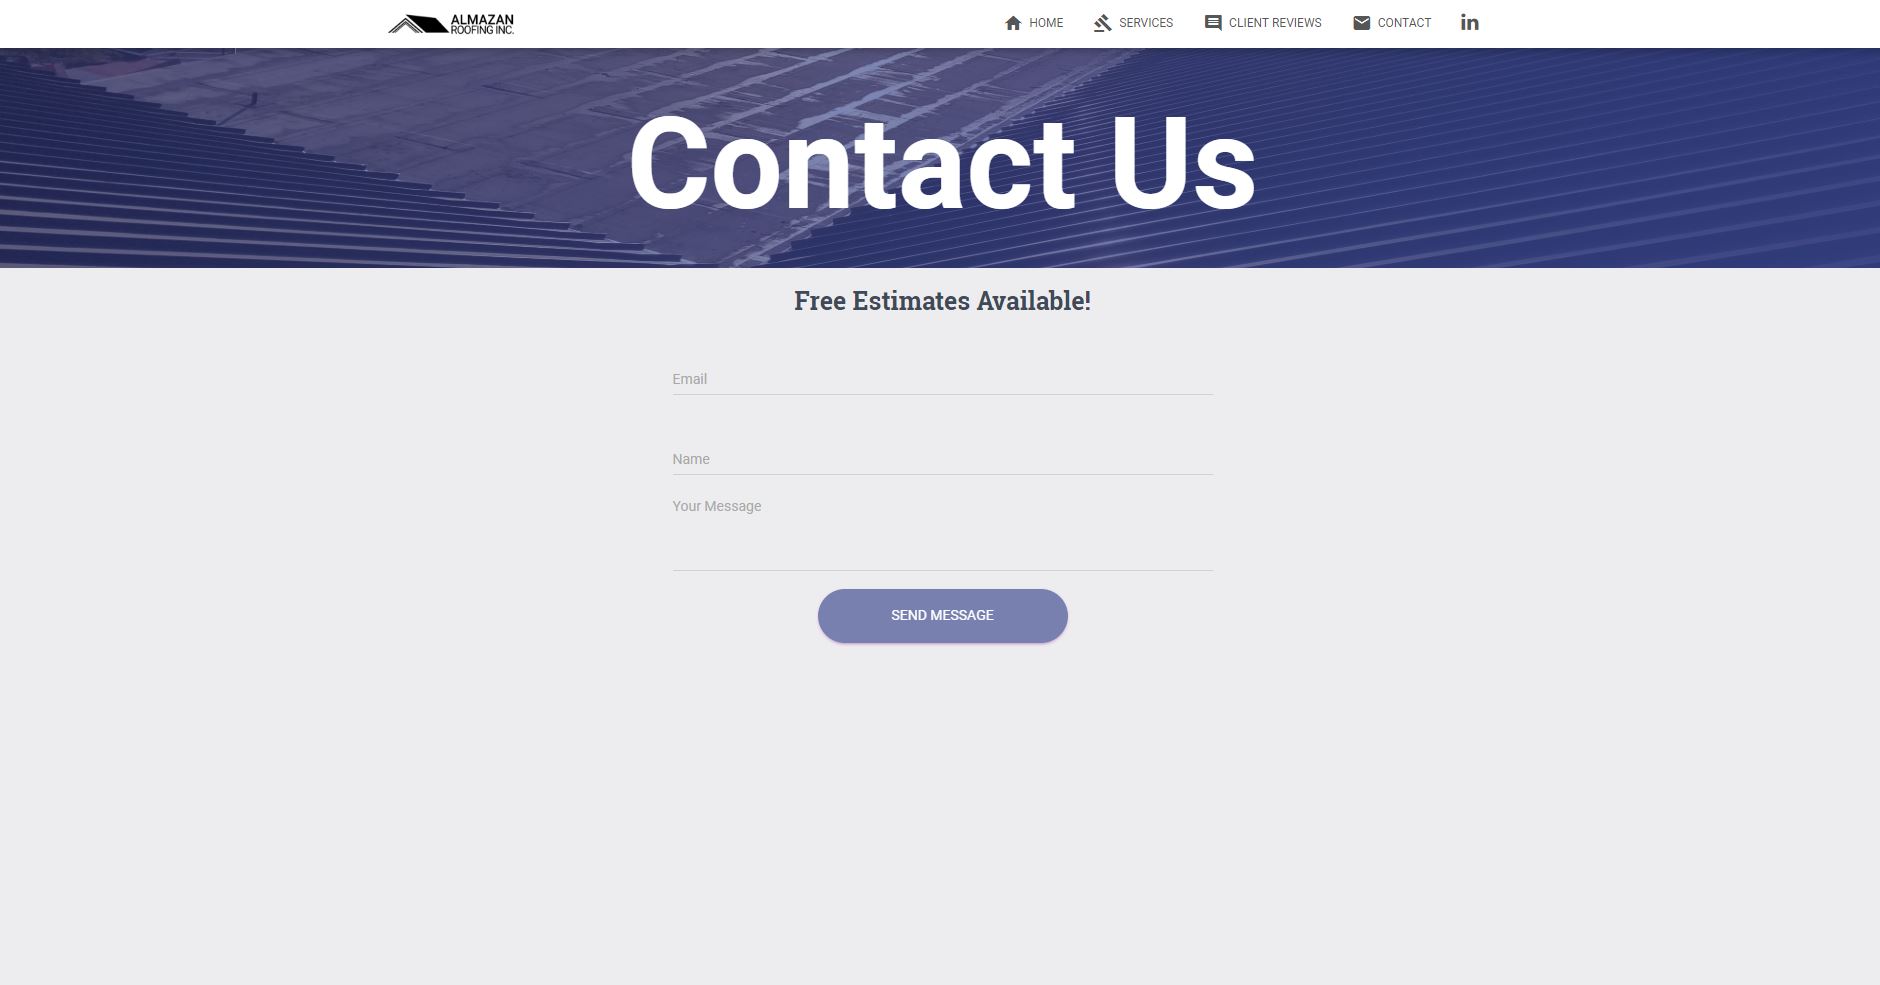 ALMAZAN
ROOFING INC.
HOME
SERVICES
CLIENT REVIEWS
CONTACT
in
Contact Us
Free Estimates Available!
Email
Name
Your Message
SEND MESSAGE